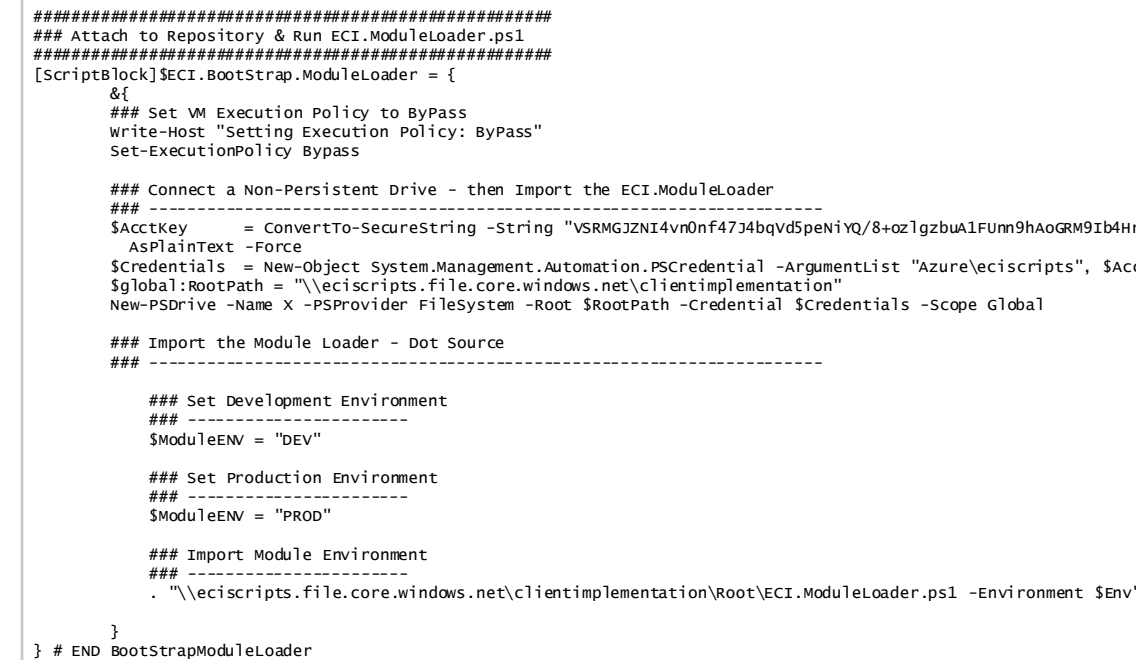 ######################################################
### Attach to Repository & Run ECI.ModuleLoader.ps1
######################################################
[ScriptBlock]$ECI.BootStrap.ModuleLoader = {
&{
### Set VM Execution Policy to ByPass
Write-Host "Setting Execution Policy: ByPass"
Set-ExecutionPolicy Bypass
### Connect a Non-Persistent Drive - then Import the ECI.ModuleLoader
### ----------------------------------------------------------------------
$AcctKey = ConvertTo-SecureString -String
AsPlainText -Force
$Credentials = New-Object System.Management.Automation.PSCredential -ArgumentList "Azure\eciscripts",
$global:RootPath = "\\eciscripts.file.core.windows.net\clientimplementation"
New-PSDrive -Name X -PSProvider FileSystem -Root $RootPath -Credential $Credentials -Scope Global
### Import the Module Loader - Dot Source
### ----------------------------------------------------------------------
### Set Development Environment
### -----------------------
$ModuleENV = "DEV"
### Set Production Environment
### -----------------------
$ModuleENV = "PROD"
### Import Module Environment
### -----------------------
. "\\eciscripts.file.core.windows.net\clientimplementation\Root\ECI.ModuleLoader.ps1 -Environment $Env"
}
} # END BootStrapModuleLoader